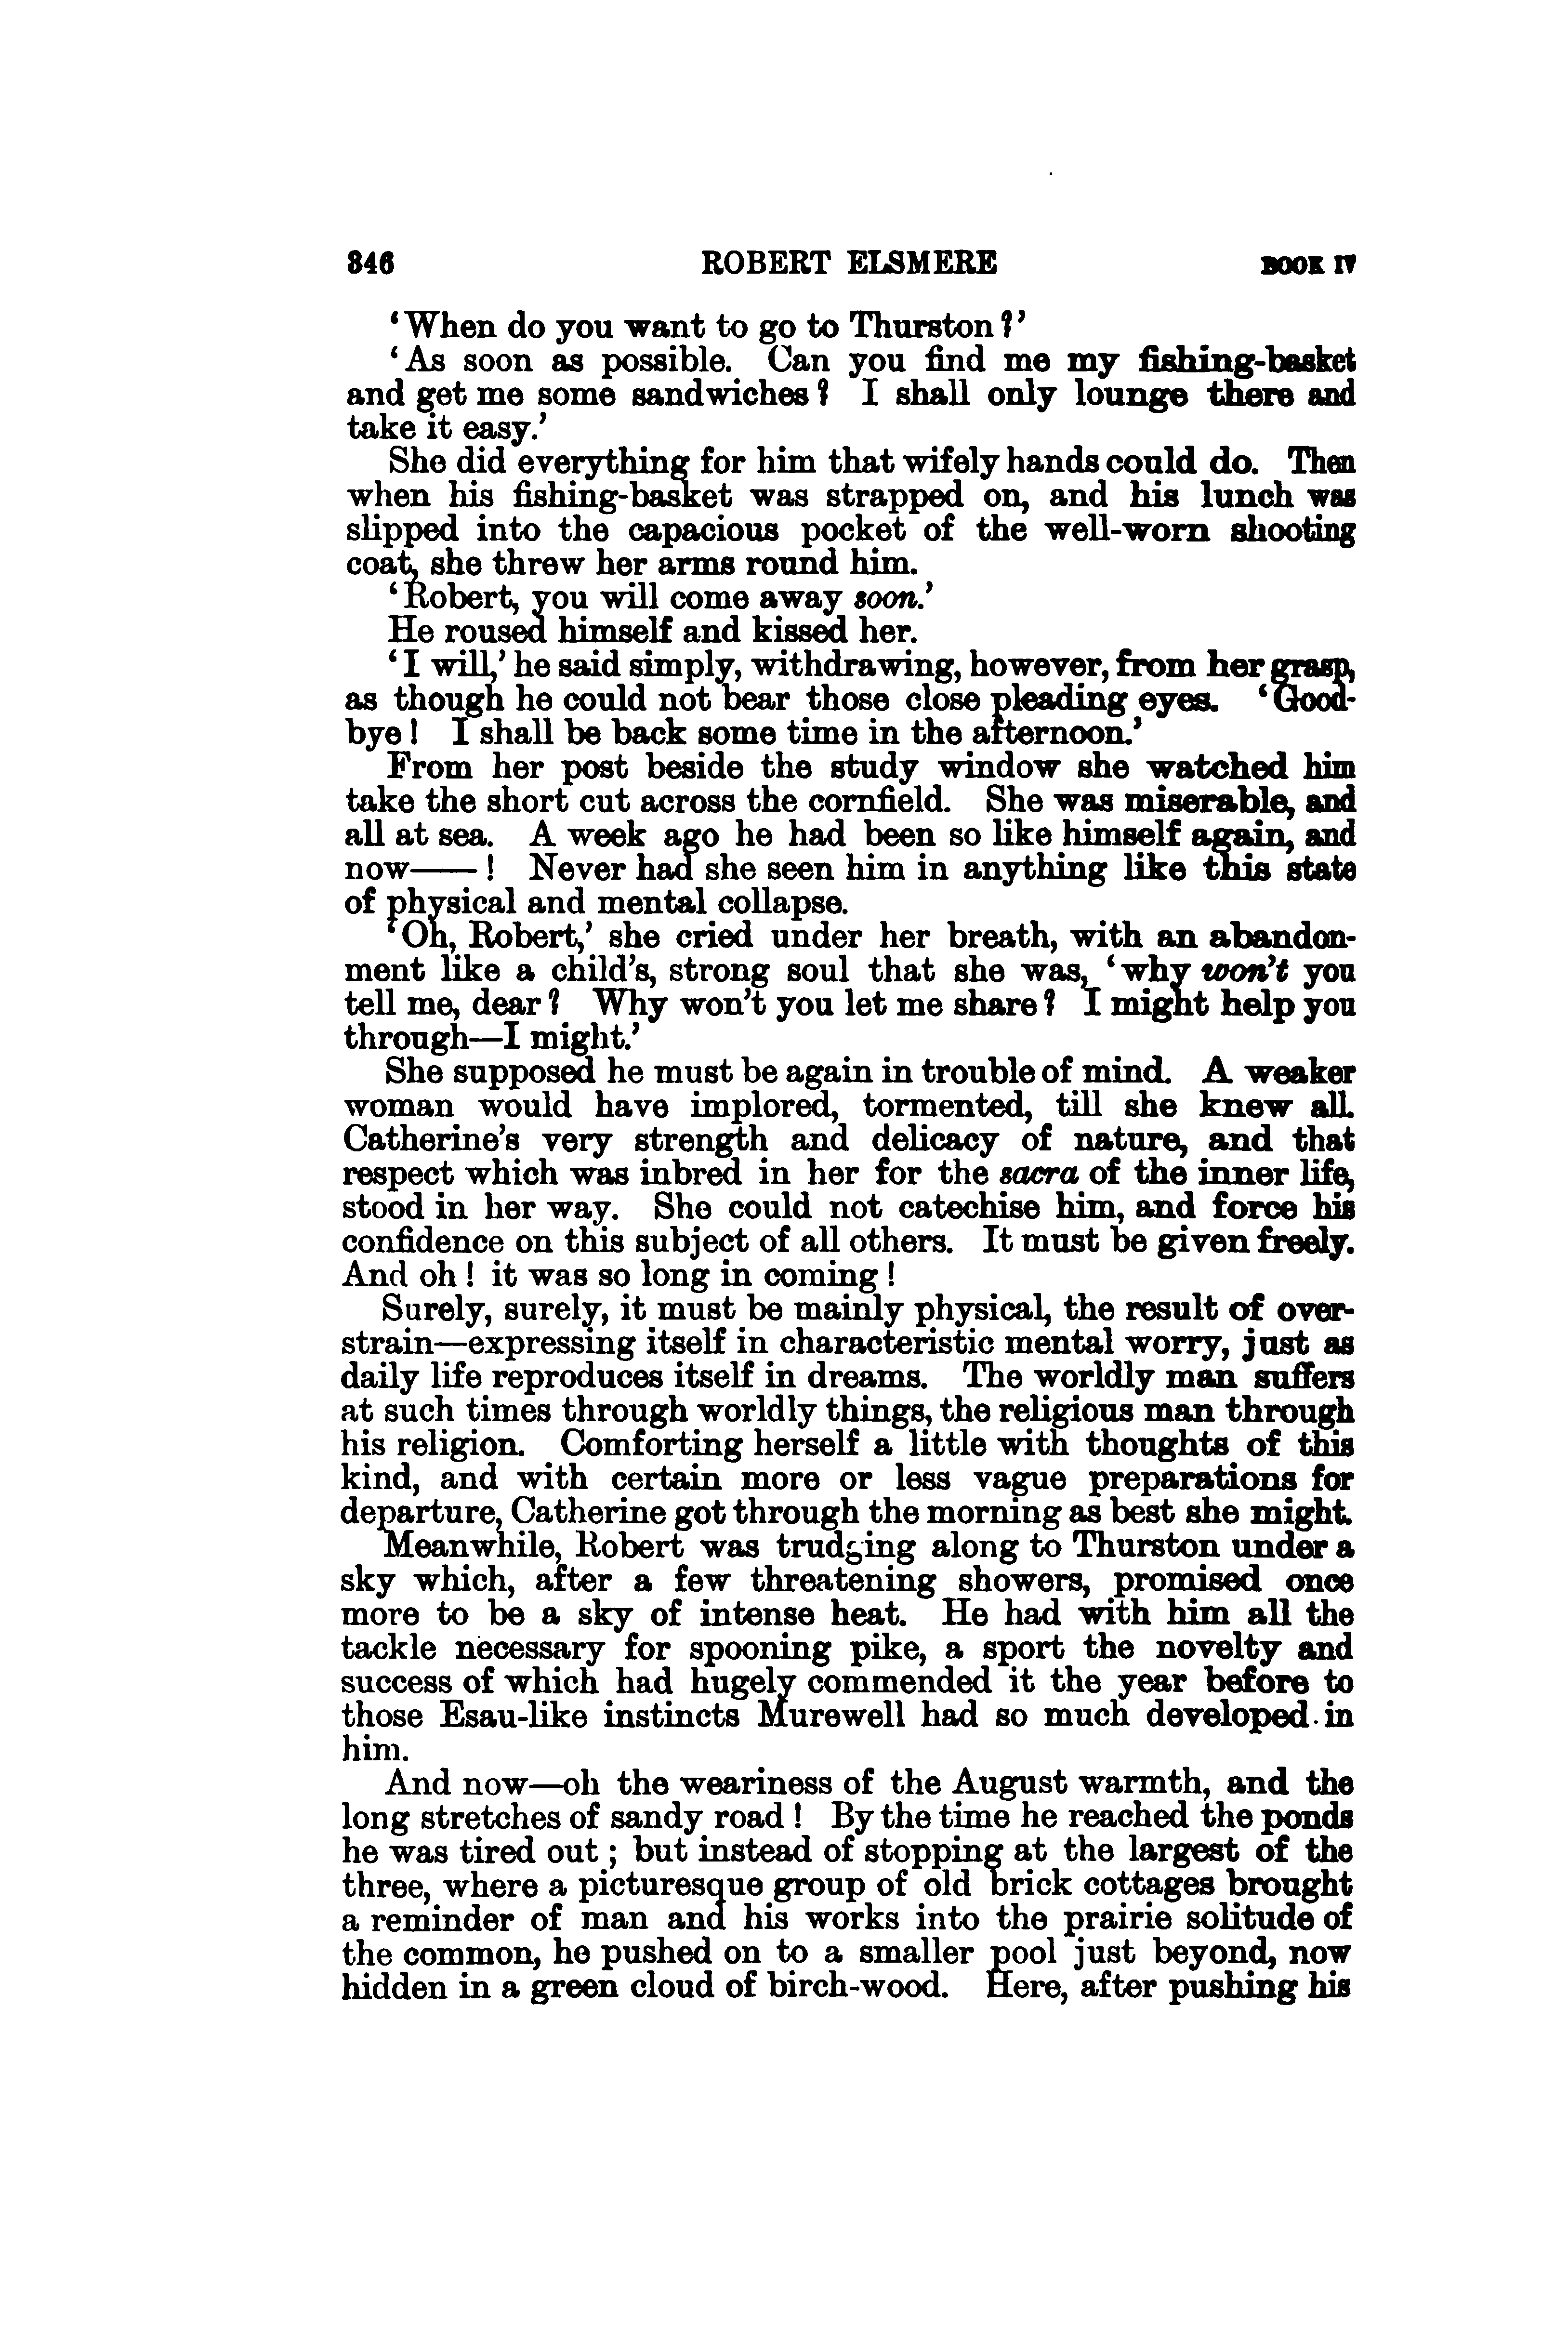 346 ROBERT ELSMERE BOOK IV
‘When do you want to go to Thurston?’
‘As soon as possible. Can you find me my fishing-basket
and get me some sandwiches? I shall only lounge there and
take it easy.’
She did everything for him that wifely hands could do. Then
when his fishing-basket was strapped on, and his lunch was
slipped into the capacious pocket of the well-worn shooting
coat, she threw her arms round him.
‘Robert, you will come away soon.’
He roused himself and kissed her.
‘I will,’ he said simply, withdrawing, however, from her grasp,
as though he could not bear those close pleading eyes. ‘Good-
bye! I shall be back some time in the afternoon.’
From her post beside the study window she watched him
take the short cut across the cornfield. She was miserable, and
all at sea. A week ago he had been so like himself again, and
now——! Never had she seen him in anything like this state
of physical and mental collapse.
‘Oh, Robert,’ she cried under her breath, with an abandon-
ment like a child’s, strong soul that she was, ‘why won’t you
tell me, dear? Why won’t you let me share? I might help you
through—I might.’
She supposed he must be again in trouble of mind. A weaker
woman would have implored, tormented, till she knew all.
Catherine’s very strength and delicacy of nature, and that
respect which was inbred in her for the sacra of the inner life,
stood in her way. She could not catechise him, and force his
confidence on this subject of all others. It must be given freely.
And oh! it was so long in coming!
Surely, surely, it must be mainly physical, the result of over-
strain—expressing itself in characteristic mental worry, just as
daily life reproduces itself in dreams. The worldly man suffers
at such times through worldly things, the religious man through
his religion. Comforting herself a little with thoughts of this
kind, and with certain more or less vague preparations for
departure, Catherine got through the morning as best she might.
Meanwhile, Robert was trudging along to Thurston under a
sky which, after a few threatening showers, promised once
more to be a sky of intense heat. He had with him all the
tackle necessary for spooning pike, a sport the novelty and
success of which had hugely commended it the year before to
those Esau-like instincts Murewell had so much developed in
him.
And now—oh the weariness of the August warmth, and the
long stretches of sandy road! By the time he reached the ponds
he was tired out; but instead of stopping at the largest of the
three, where a picturesque group of old brick cottages brought
a reminder of man and his works into the prairie solitude of
the common, he pushed on to a smaller pool just beyond, now
hidden in a green cloud of birch-wood. Here, after pushing his